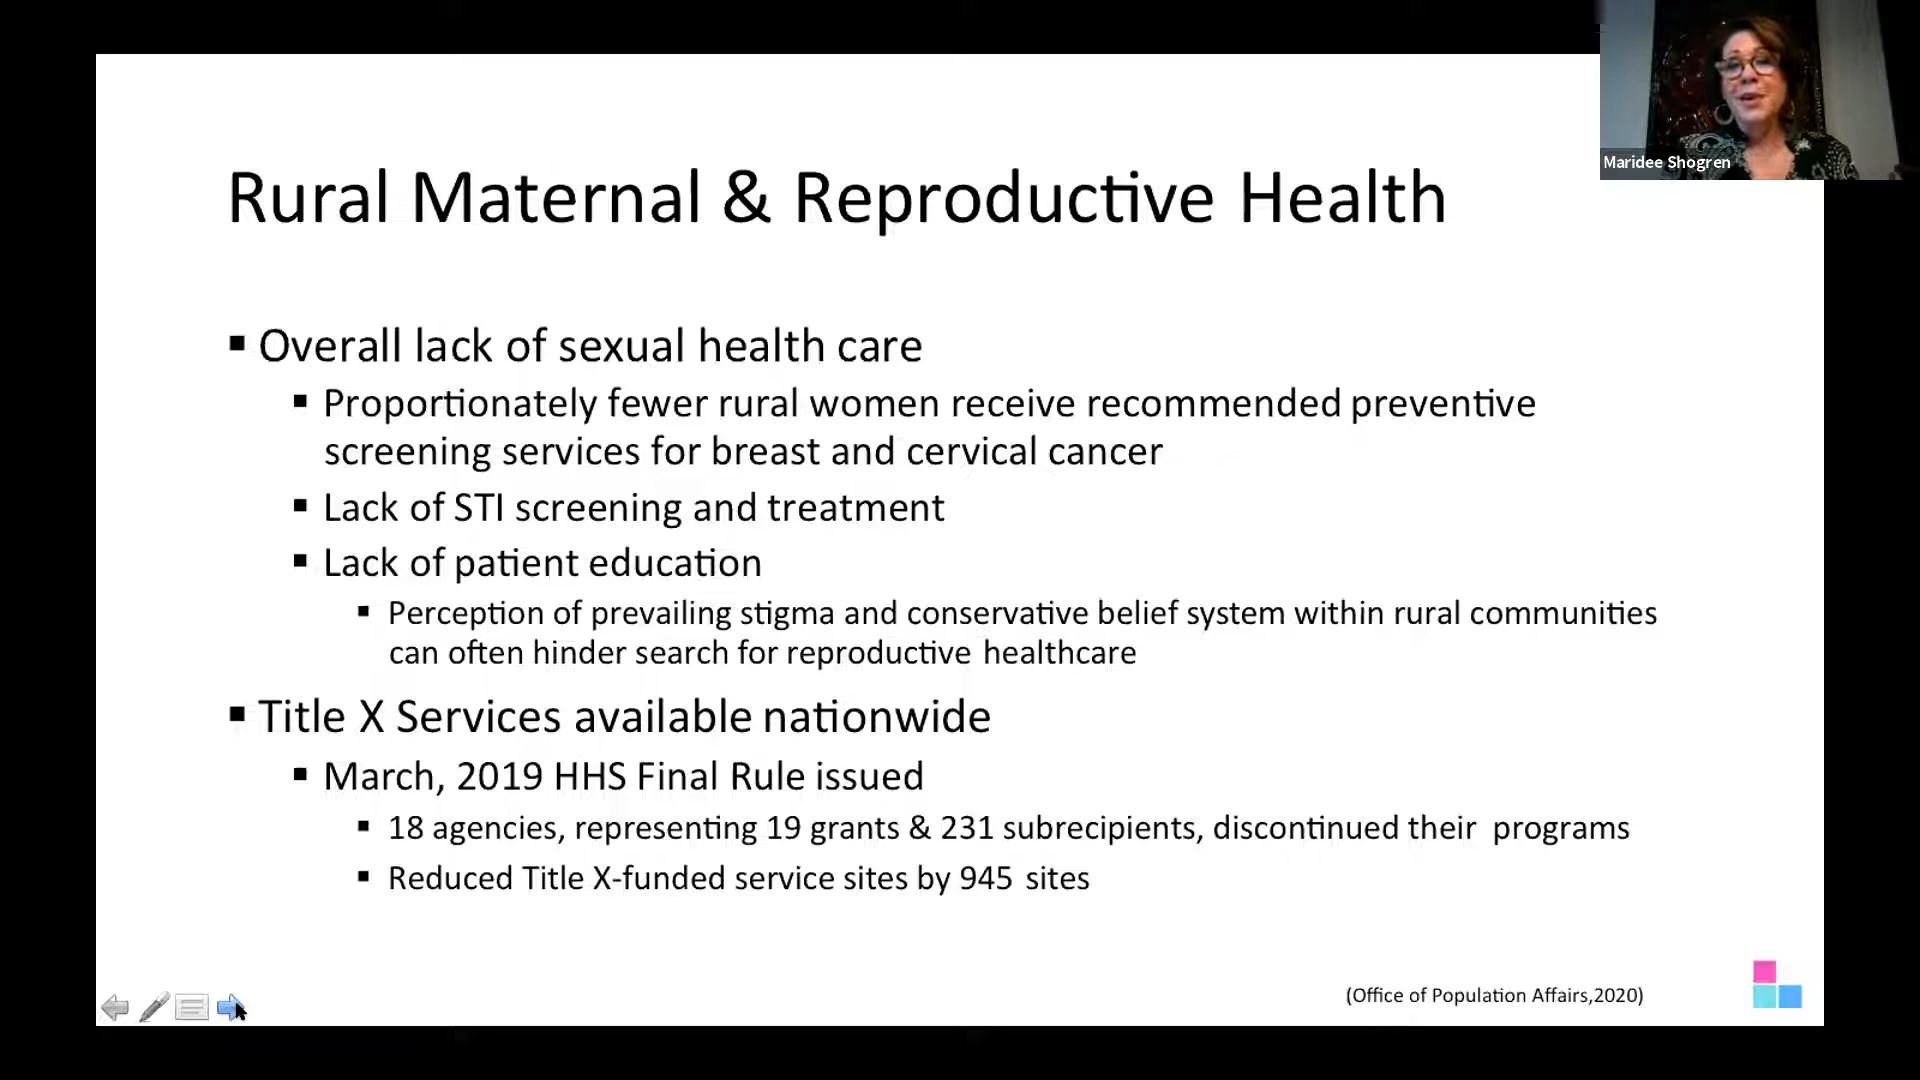 Maridee Shogren
Rural Maternal & Reproductive Health
▪ Overall lack of sexual health care
▪ Proportionately fewer rural women receive recommended preventive
screening services for breast and cervical cancer
▪ Lack of STI screening and treatment
▪ Lack of patient education
▪ Perception of prevailing stigma and conservative belief system within rural communities
can often hinder search for reproductive healthcare
▪ Title X Services available nationwide
▪ March, 2019 HHS Final Rule issued
▪ 18 agencies, representing 19 grants & 231 subrecipients, discontinued their programs
▪ Reduced Title X-funded service sites by 945 sites
(Office of Population Affairs,2020)